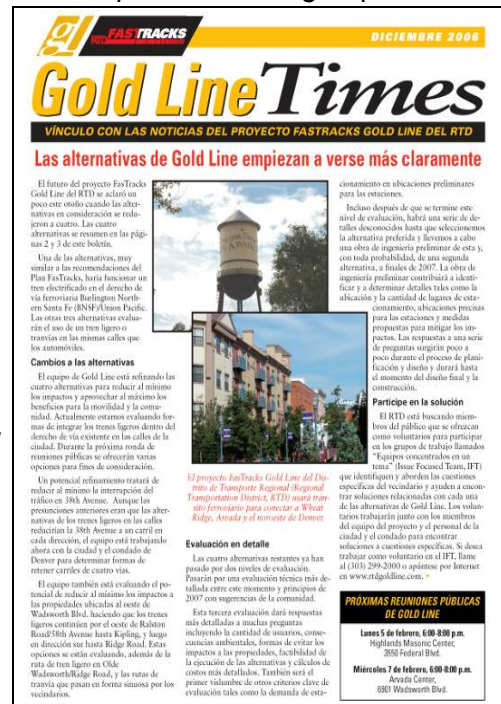 gl
RTD FASTRACKS
DICIEMBRE 2006
Gold Line Times
VÍNCULO CON LAS NOTICIAS DEL PROYECTO FASTRACKS GOLD LINE DEL RTD
Las alternativas de Gold Line empiezan a verse más claramente
El futuro del proyecto FasTracks
Gold Line del RTD se aclaró un
poco este otoño cuando las alter-
nativas en consideración se redu-
jeron a cuatro. Las cuatro
alternativas se resumen en las pági-
nas 2 y 3 de este boletín.
Una de las alternativas, muy
similar a las recomendaciones del
Plan FasTracks, haría funcionar un
tren electrificado en el derecho de
vía ferroviaria Burlington North-
ern Santa Fe (BNSF)/Union Pacific.
Las otras tres alternativas evalua-
rán el uso de un tren ligero o
tranvías en las mismas calles que
los automóviles.
Cambios a las alternativas
El equipo de Gold Line está refinando las
cuatro alternativas para reducir al mínimo
los impactos y aprovechar al máximo los
beneficios para la movilidad y la comu-
nidad. Actualmente estamos evaluando for-
mas de integrar los trenes ligeros dentro del
derecho de vía existente en las calles de la
ciudad. Durante la próxima ronda de
reuniones públicas se ofrecerán varias
opciones para fines de consideración.
Un potencial refinamiento tratará de
reducir al mínimo la interrupción del
tráfico en 38th Avenue. Aunque las
presunciones anteriores eran que las alter-
nativas de los trenes ligeros en las calles
reducirían la 38th Avenue a un carril en
cada dirección, el equipo está trabajando
ahora con la ciudad y el condado de
Denver para determinar formas de
retener carriles de cuatro vías.
El equipo también está evaluando el po-
tencial de reducir al mínimo los impactos a
las propiedades ubicadas al oeste de
Wadsworth Blvd. haciendo que los trenes
ligeros continúen por el oeste de Ralston
Road/58th Avenue hasta Kipling, y luego
en dirección sur hasta Ridge Road. Estas
opciones se están evaluando, además de la
ruta de tren ligero en Olde
Wadsworth/Ridge Road, y las rutas de
tranvía que pasan en forma sinuosa por los
vecindarios.
El proyecto FasTracks Gold Line del Dis-
trito de Transporte Regional (Regional
Transportation District, RTD) usará trán-
sito ferroviario para conectar a Wheat
Ridge, Arvada y el noroeste de Denver.
Evaluación en detalle
Las cuatro alternativas restantes ya han
pasado por dos niveles de evaluación.
Pasarán por una evaluación técnica más de-
tallada entre este momento y principios de
2007 con sugerencias de la comunidad.
Esta tercera evaluación dará respuestas
más detalladas a muchas preguntas
incluyendo la cantidad de usuarios, conse-
cuencias ambientales, formas de evitar los
impactos a las propiedades, factibilidad de
la ejecución de las alternativas y cálculos de
costos más detallados. También será el
primer vislumbre de otros criterios clave de
evaluación tales como la demanda de esta-
cionamiento en ubicaciones preliminares
para las estaciones.
Incluso después de que se termine este
nivel de evaluación, habrá una serie de de-
talles desconocidos hasta que seleccionemos
la alternativa preferida y llevemos a cabo
una obra de ingeniería preliminar de esta y,
con toda probabilidad, de una segunda
alternativa, a finales de 2007. La obra de
ingeniería preliminar contribuirá a identi-
ficar y a determinar detalles tales como la
ubicación y la cantidad de lugares de esta-
cionamiento, ubicaciones precisas
para las estaciones y medidas
propuestas para mitigar los im-
pactos. Las respuestas a una serie
de preguntas surgirán poco a
poco durante el proceso de plani-
ficación y diseño y durará hasta
el momento del diseño final y la
construcción.
Participe en la solución
El RTD está buscando miem-
bros del público que se ofrezcan
como voluntarios para participar
en los grupos de trabajo llamados
"Equipos concentrados en un
tema" (Issue Focused Team, IFT)
que identifiquen y aborden las cuestiones
específicas del vecindario y ayuden a encon-
trar soluciones relacionadas con cada una
de las alternativas de Gold Line. Los volun-
tarios trabajarán junto con los miembros
del equipo del proyecto y el personal de la
ciudad y el condado para encontrar
soluciones a cuestiones específicas. Si desea
trabajar como voluntario en el IFT, llame
al (303) 299-2000 o apúntese por Internet
en www.rtdgoldline.com.
PRÓXIMAS REUNIONES PÚBLICAS
DE GOLD LINE
Lunes 5 de febrero, 6:00-8:00 p.m.
Highlands Masonic Center,
3550 Federal Blvd.
Miércoles 7 de febrero, 6:00-8:00 p.m.
Arvada Center,
6901 Wadsworth Blvd.